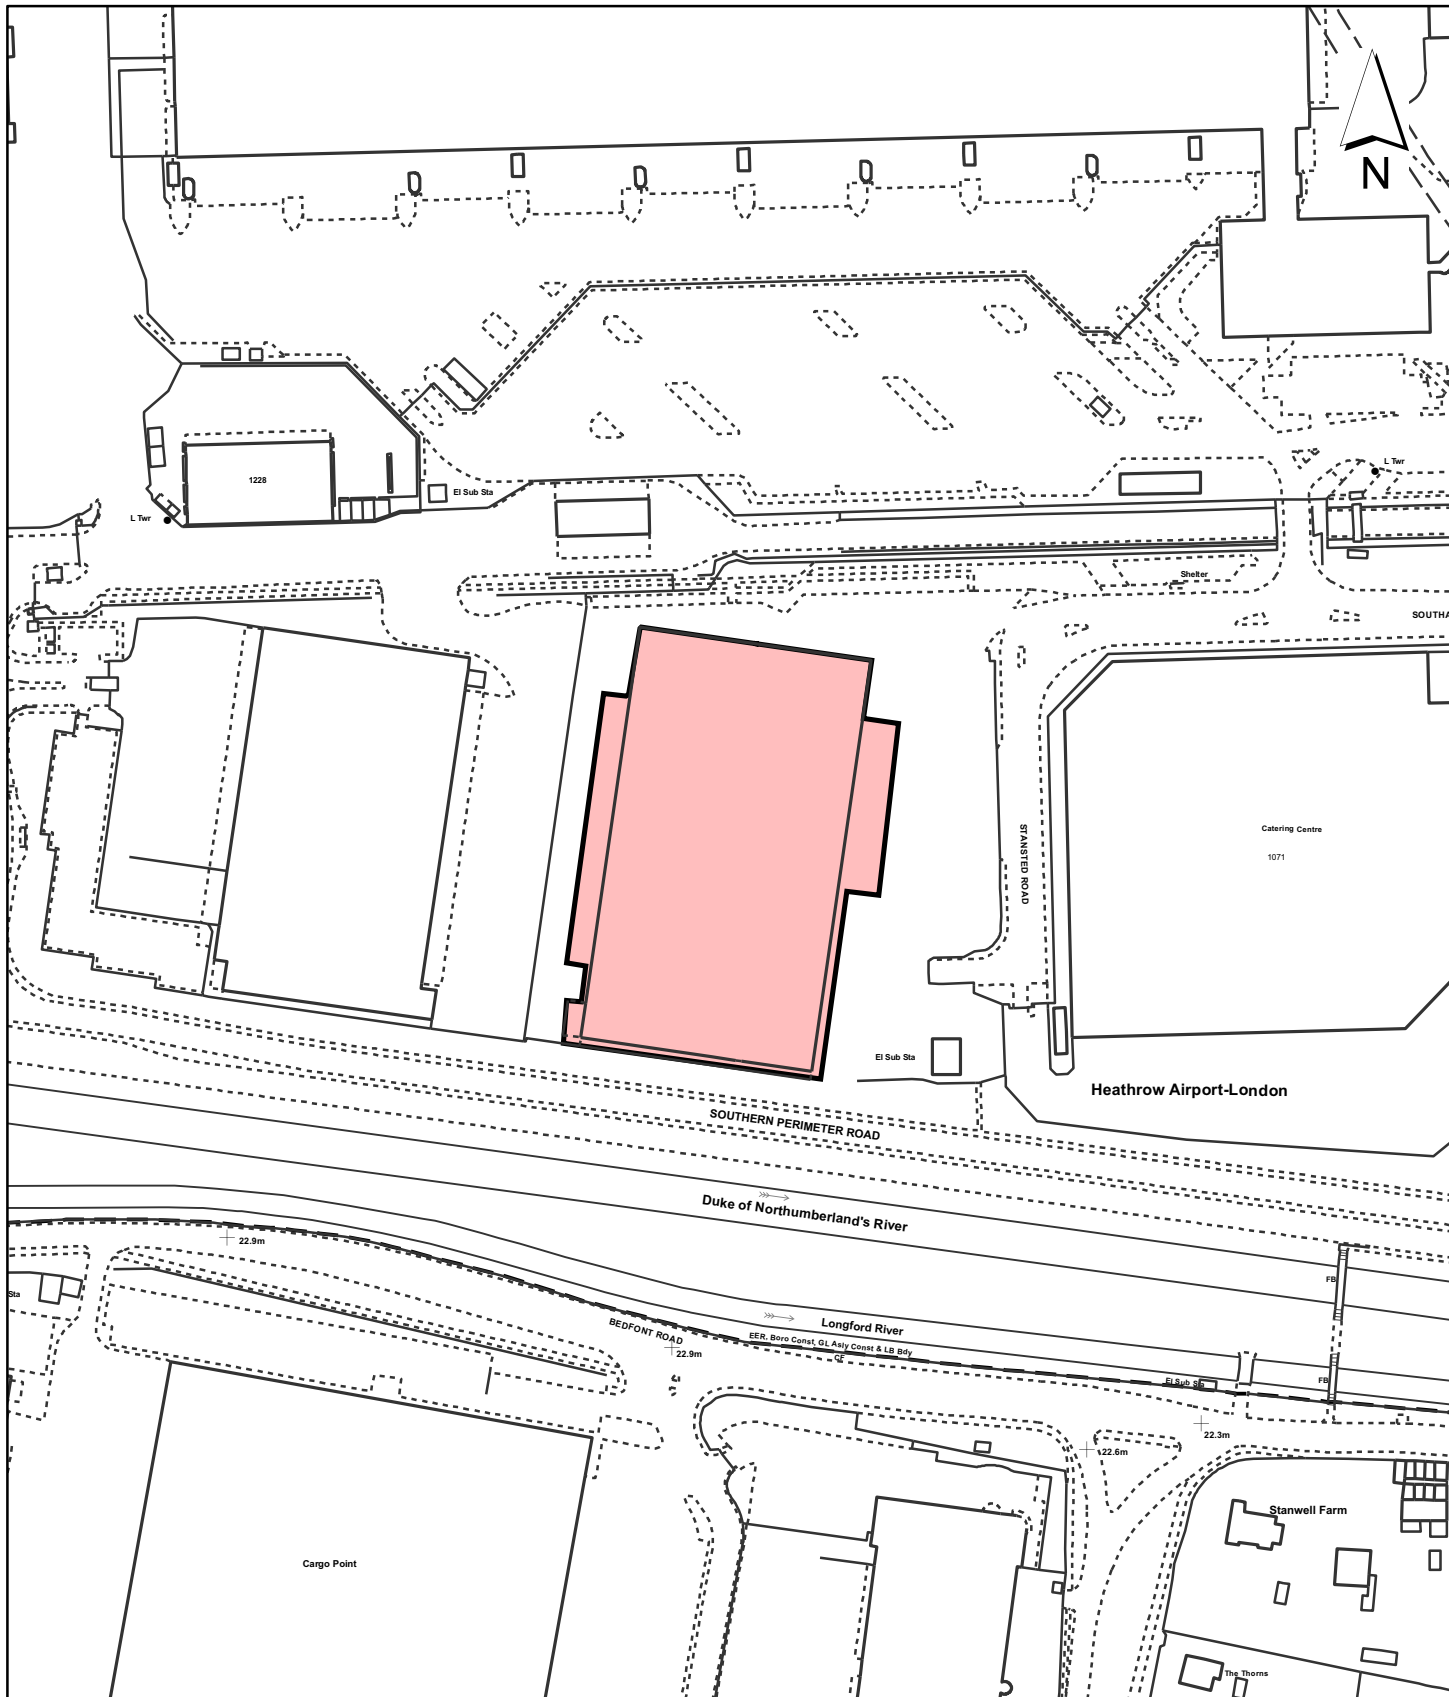 N
1228
El Sub Sta
L Twr
L Twr
Shelter
SOUTHA
STANSTED ROAD
Catering Centre
1071
El Sub Sta
Heathrow Airport-London
SOUTHERN PERIMETER ROAD
Duke of Northumberland's River
22.9m
Sta
Longford River
BEDFONT ROAD
EER, Boro Const, GL Asly Const & LB Bdy
CF
22.9m
FB
FB
El Sub Sta
22.3m
22.6m
Stanwell Farm
Cargo Point
The Thorns